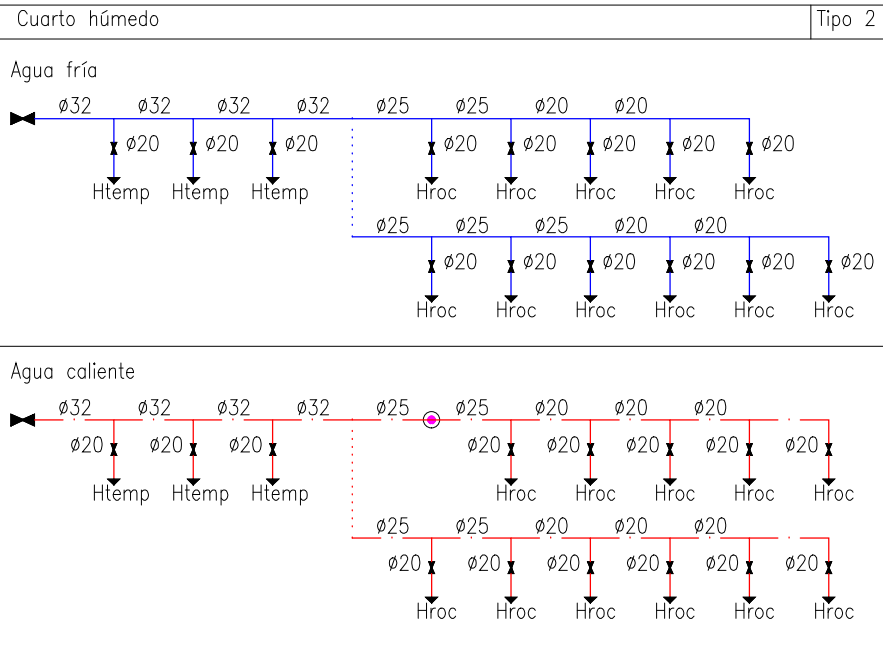 Cuarto húmedo Tipo 2
Agua fría
ø32 ø32 ø32 ø32 ø25 ø25 ø20 ø20
ø20 ø20 ø20 ø20 ø20 ø20 ø20 ø20
Htemp Htemp Htemp Hroc Hroc Hroc Hroc Hroc
ø25 ø25 ø25 ø20 ø20
ø20 ø20 ø20 ø20 ø20 ø20
Hroc Hroc Hroc Hroc Hroc Hroc
Agua caliente
ø32 ø32 ø32 ø32 ø25 ø25 ø20 ø20 ø20
ø20 ø20 ø20 ø20 ø20 ø20 ø20 ø20
Htemp Htemp Htemp Hroc Hroc Hroc Hroc Hroc
ø25 ø25 ø20 ø20 ø20
ø20 ø20 ø20 ø20 ø20 ø20
Hroc Hroc Hroc Hroc Hroc Hroc